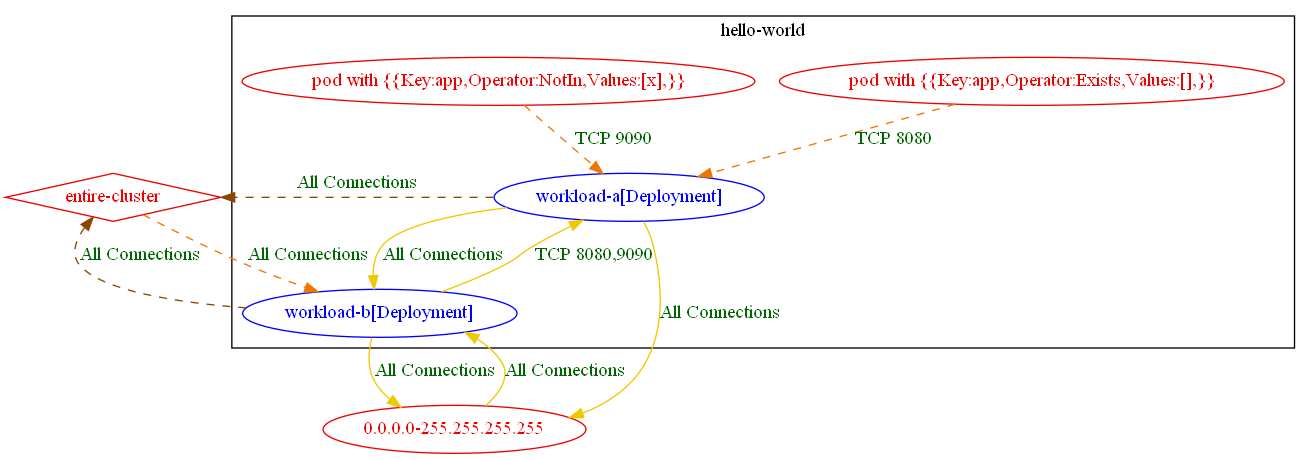 hello-world
pod with {{Key:app,Operator:NotIn,Values:[x],}}
pod with {{Key:app,Operator:Exists,Values:[],}}
TCP 9090
TCP 8080
All Connections
entire-cluster
workload-a[Deployment]
All Connections
All Connections
All Connections
TCP 8080,9090
workload-b[Deployment]
All Connections
All Connections
All Connections
0.0.0.0-255.255.255.255